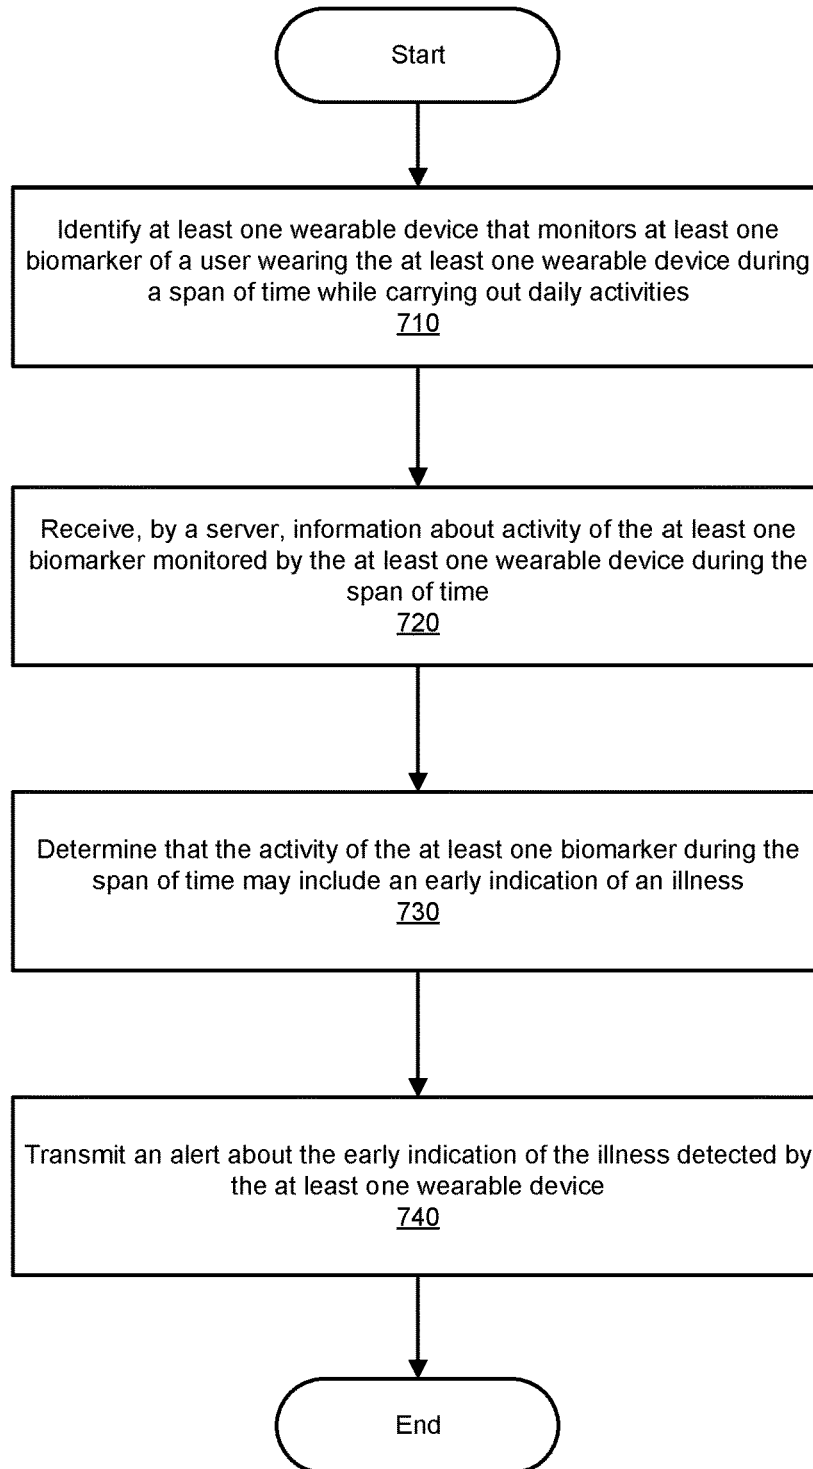 Start
Identify at least one wearable device that monitors at least one
biomarker of a user wearing the at least one wearable device during
a span of time while carrying out daily activities
710
Receive, by a server, information about activity of the at least one
biomarker monitored by the at least one wearable device during the
span of time
720
Determine that the activity of the at least one biomarker during the
span of time may include an early indication of an illness
730
Transmit an alert about the early indication of the illness detected by
the at least one wearable device
740
End